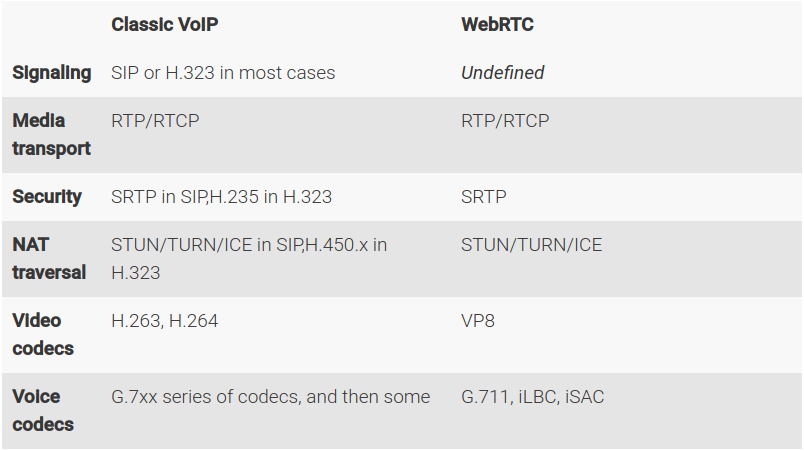 Classic VoIP WebRTC
Signaling SIP or H.323 in most cases Undefined
Media RTP/RTCP RTP/RTCP
transport
Security SRTP in SIP,H.235 in H.323 SRTP
NAT STUN/TURN/ICE in SIP,H.450.x in STUN/TURN/ICE
traversal H.323
Video H.263, H.264 VP8
codecs
Voice G.7xx series of codecs, and then some G.711, iLBC, iSAC
codecs